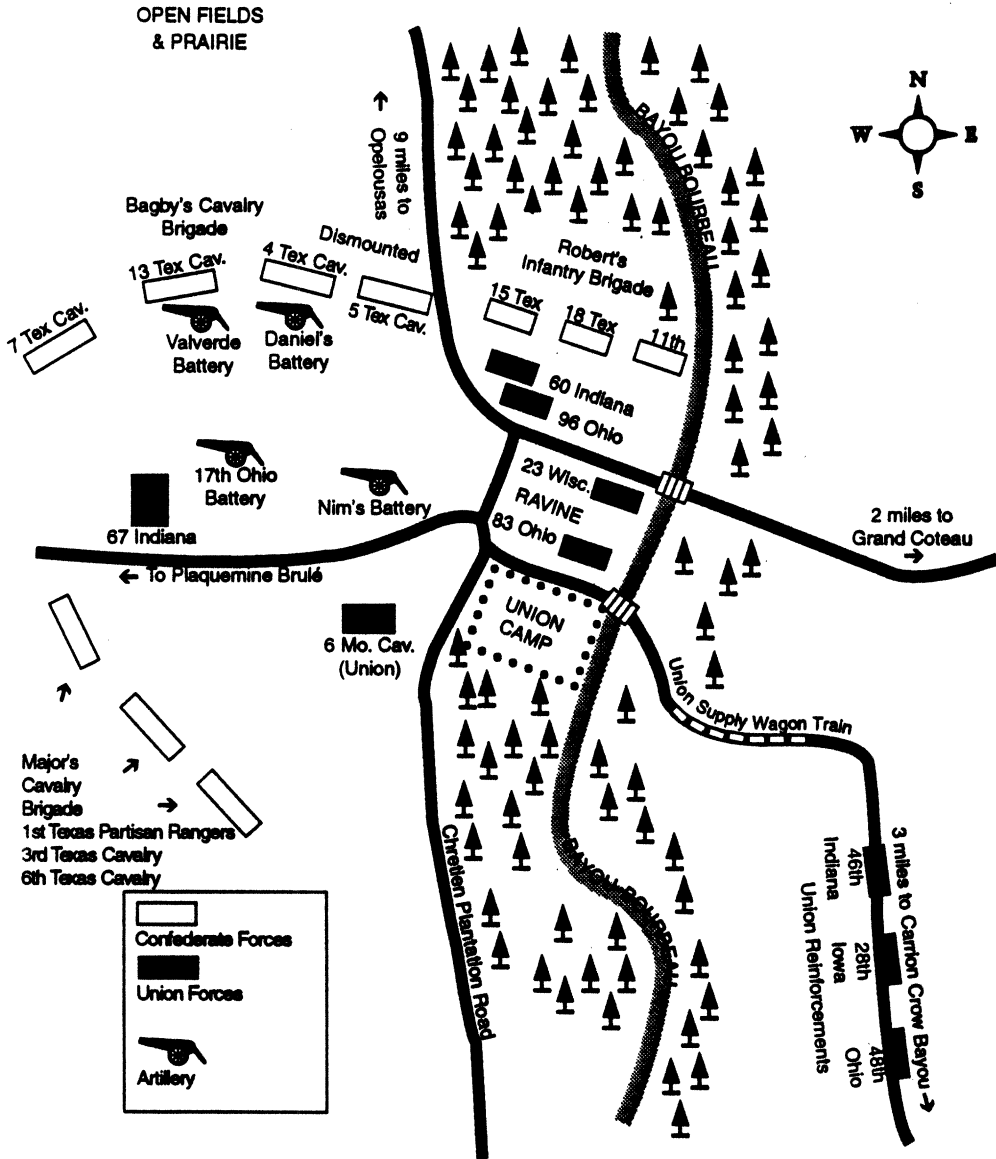 OPEN FIELDS
& PRAIRIE
N
W
E
S
9 miles to
Opelousas
BAYOU BOURBEAU
Bagby's Cavalry
Brigade
Dismounted
13 Tex Cav.
4 Tex Cav.
5 Tex Cav.
7 Tex Cav.
Valverde
Battery
Daniel's
Battery
Robert's
Infantry Brigade
15 Tex
18 Tex
11th
60 Indiana
96 Ohio
17th Ohio
Battery
Nim's Battery
23 Wisc.
RAVINE
83 Ohio
67 Indiana
2 miles to
Grand Coteau
To Plaquemine Brulé
UNION
CAMP
6 Mo. Cav.
(Union)
Union Supply Wagon Train
Major's
Cavalry
Brigade
1st Texas Partisan Rangers
3rd Texas Cavalry
6th Texas Cavalry
Chretien Plantation Road
BAYOU BOURBEAU
3 miles to Carrion Crow Bayou
46th
Indiana
28th
Iowa
48th
Ohio
Union Reinforcements
Confederate Forces
Union Forces
Artillery